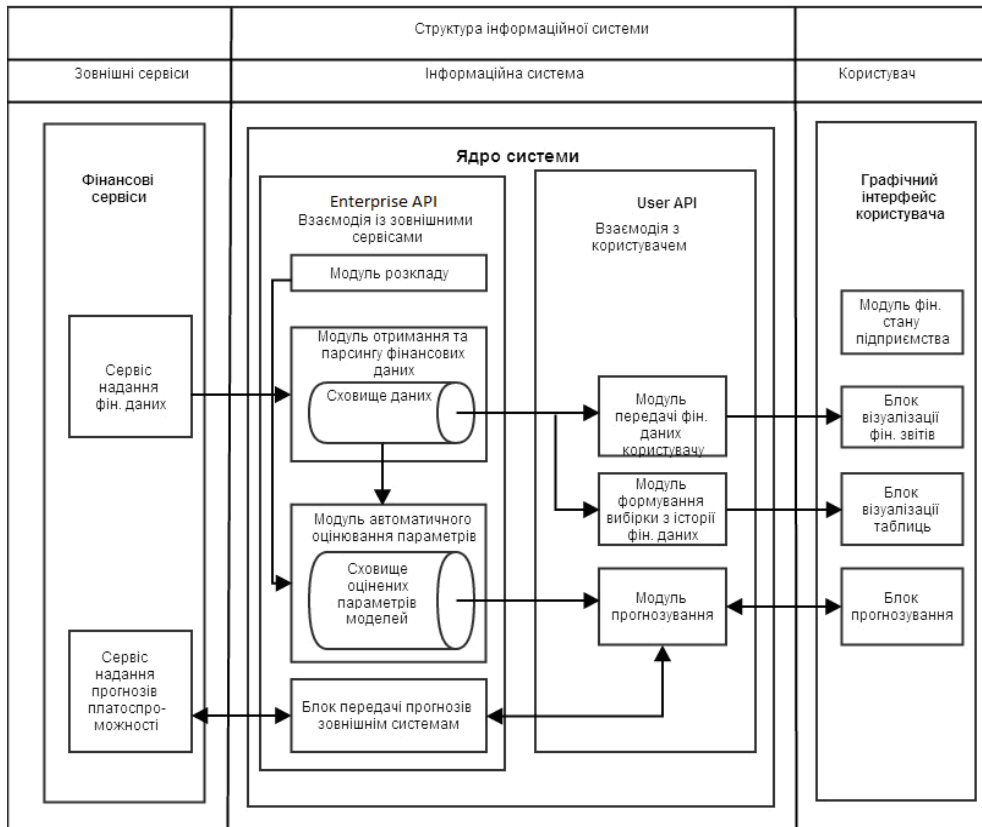 Структура інформаційної системи
Зовнішні сервіси
Інформаційна система
Користувач
Фінансові
сервіси
Сервіс
надання
фін. даних
Сервіс
надання
прогнозів
платоспро-
можності
Ядро системи
Enterprise API
Взаємодія із зовнішними
сервісами
Модуль розкладу
Модуль отримання та
парсингу фінансових
даних
Сховище даних
Модуль автоматичного
оцінювання параметрів
Сховище
оцінених
параметрів
моделей
Блок передачі прогнозів
зовнішнім системам
User API
Взаємодія з
користувачем
Модуль
передачі фін.
даних
користувачу
Модуль
формування
вибірки з історії
фін. даних
Модуль
прогнозування
Графічний
інтерфейс
користувача
Модуль фін.
стану
підприємства
Блок
візуалізації
фін. звітів
Блок
візуалізації
таблиць
Блок
прогнозування